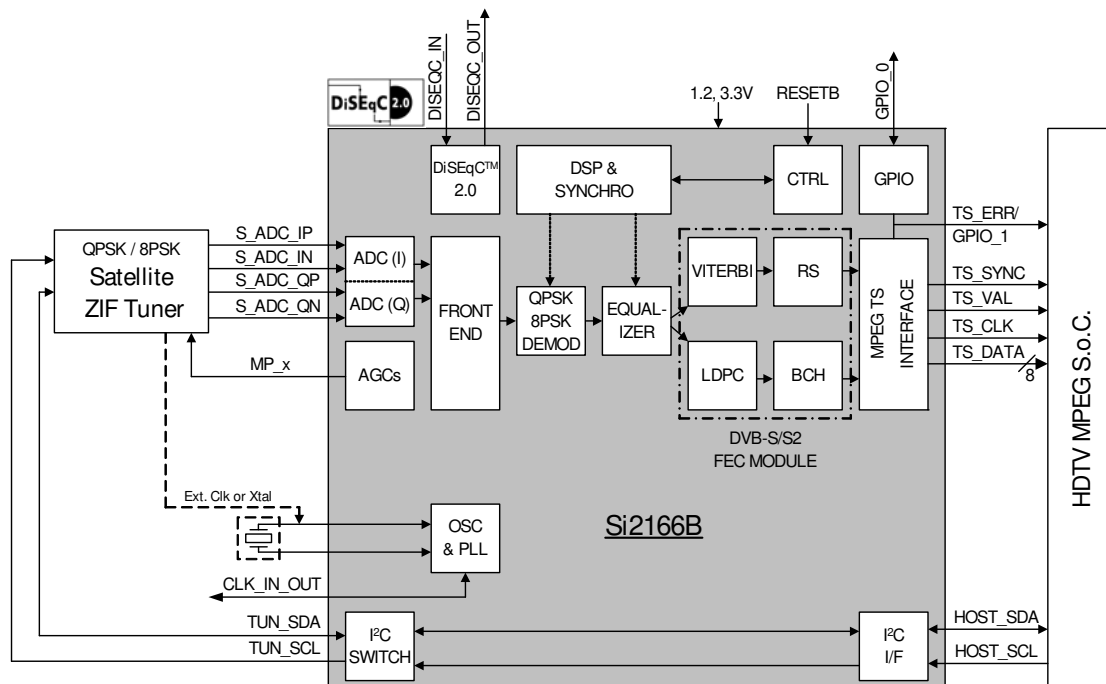 DISEQC_IN
DISEQC_OUT
DiSEqC 2.0
1.2, 3.3V
RESETB
GPIO_0
DiSEqC™
2.0
DSP &
SYNCHRO
CTRL
GPIO
TS_ERR/
GPIO_1
QPSK / 8PSK
Satellite
ZIF Tuner
S_ADC_IP
S_ADC_IN
S_ADC_QP
S_ADC_QN
ADC (I)
ADC (Q)
FRONT
END
QPSK
8PSK
DEMOD
EQUAL-
IZER
VITERBI
RS
LDPC
BCH
MPEG TS
INTERFACE
TS_SYNC
TS_VAL
TS_CLK
TS_DATA
8
HDTV MPEG S.o.C.
MP_x
AGCs
DVB-S/S2
FEC MODULE
Ext. Clk or Xtal
OSC
& PLL
Si2166B
CLK_IN_OUT
TUN_SDA
TUN_SCL
I²C
SWITCH
I²C
I/F
HOST_SDA
HOST_SCL